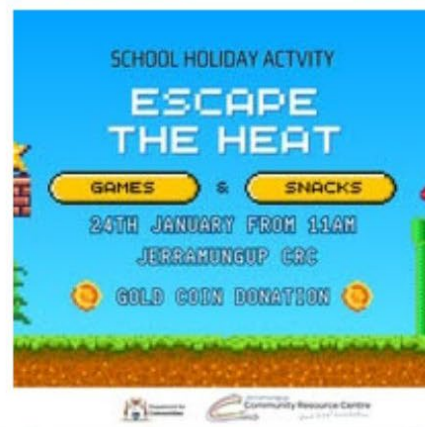 SCHOOL HOLIDAY ACTVITY
ESCAPE
THE HEAT
GAMES & SNACKS
24TH JANUARY FROM 11AM
JERRAMUNGUP CRC
GOLD COIN DONATION
Community Resource Centre